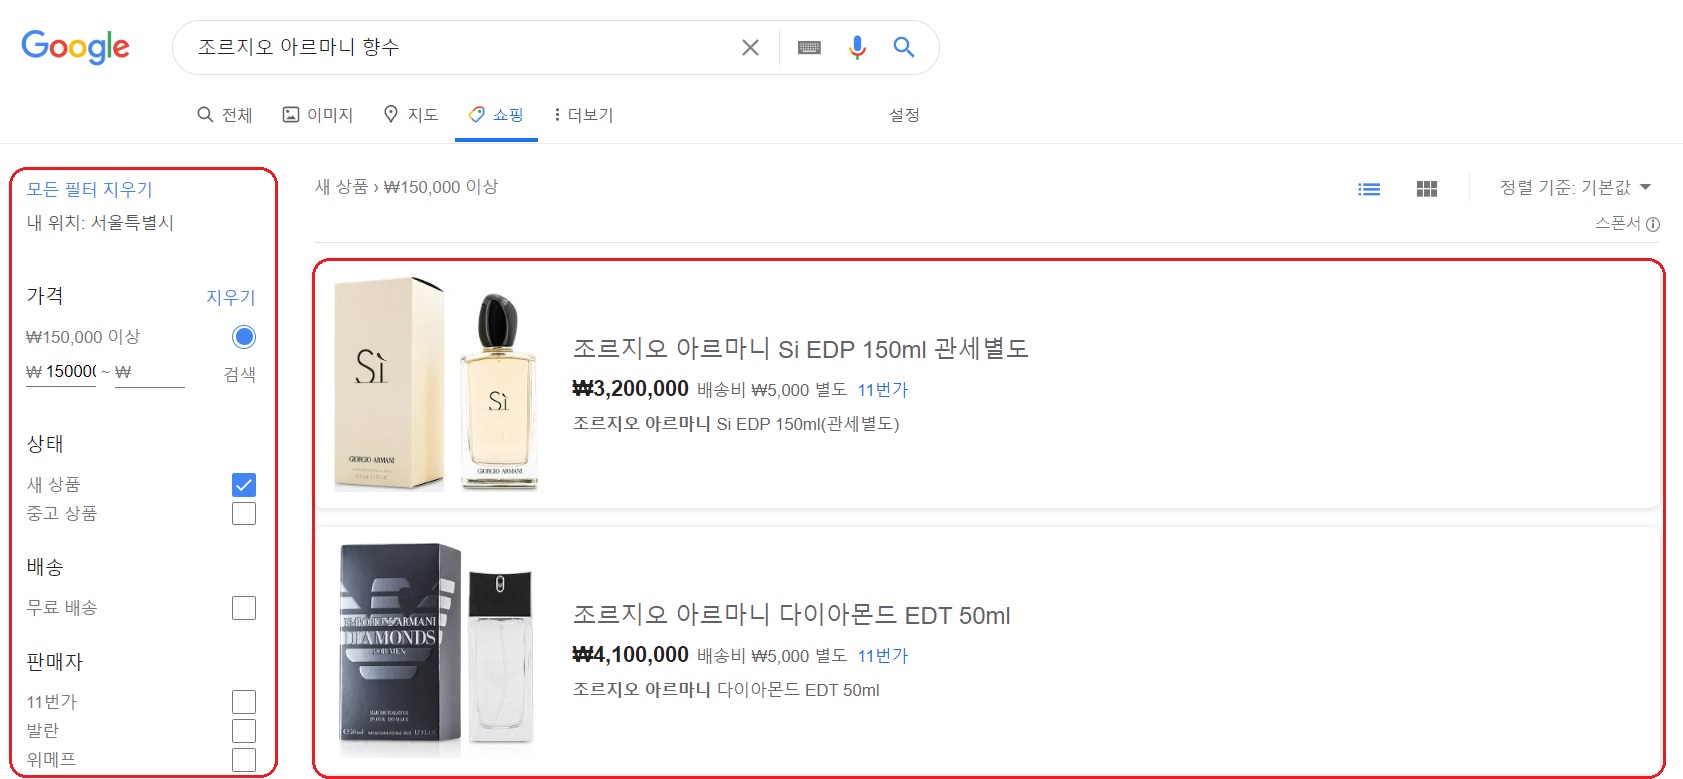 Google
조르지오 아르마니 향수
전체 이미지 지도 쇼핑 더보기 설정
모든 필터 지우기
내 위치: 서울특별시
가격 지우기
₩150,000 이상
₩ 15000 ~ ₩ 검색
상태
새 상품
중고 상품
배송
무료 배송
판매자
11번가
발란
위메프
새 상품 › ₩150,000 이상
정렬 기준: 기본값
스폰서
Sì
GIORGIO ARMANI
Sì
GIORGIO ARMANI
조르지오 아르마니 Si EDP 150ml 관세별도
₩3,200,000 배송비 ₩5,000 별도 11번가
조르지오 아르마니 Si EDP 150ml(관세별도)
EMPORIO ARMANI
DIAMONDS
FOR MEN
조르지오 아르마니 다이아몬드 EDT 50ml
₩4,100,000 배송비 ₩5,000 별도 11번가
조르지오 아르마니 다이아몬드 EDT 50ml